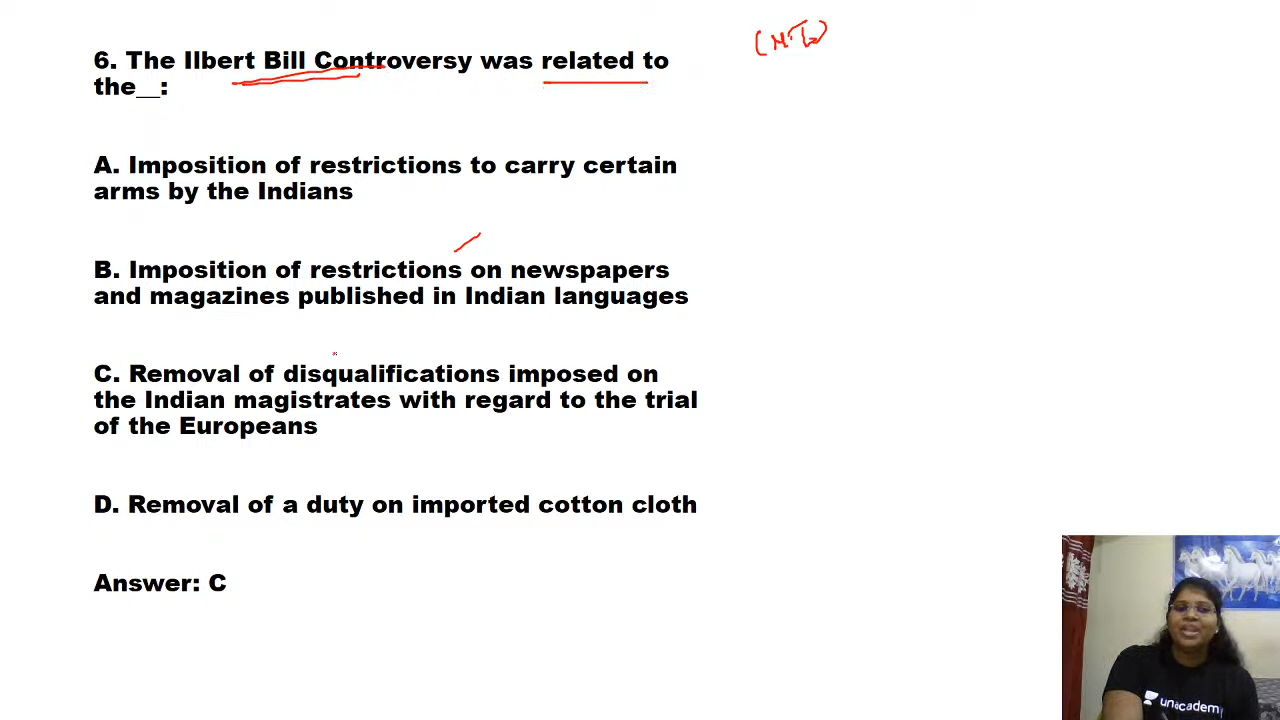 6. The Ilbert Bill Controversy was related to
the__:
A. Imposition of restrictions to carry certain
arms by the Indians
B. Imposition of restrictions on newspapers
and magazines published in Indian languages
C. Removal of disqualifications imposed on
the Indian magistrates with regard to the trial
of the Europeans
D. Removal of a duty on imported cotton cloth
Answer: C
unacademy